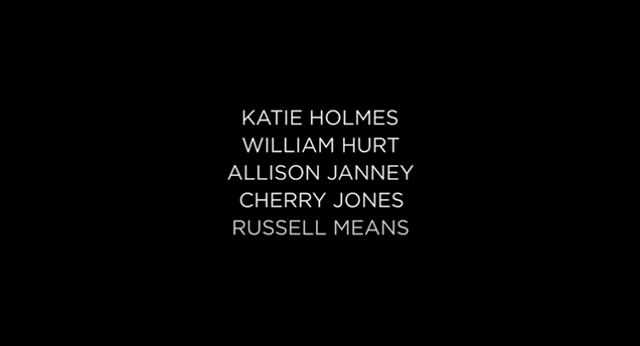 KATIE HOLMES
WILLIAM HURT
ALLISON JANNEY
CHERRY JONES
RUSSELL MEANS